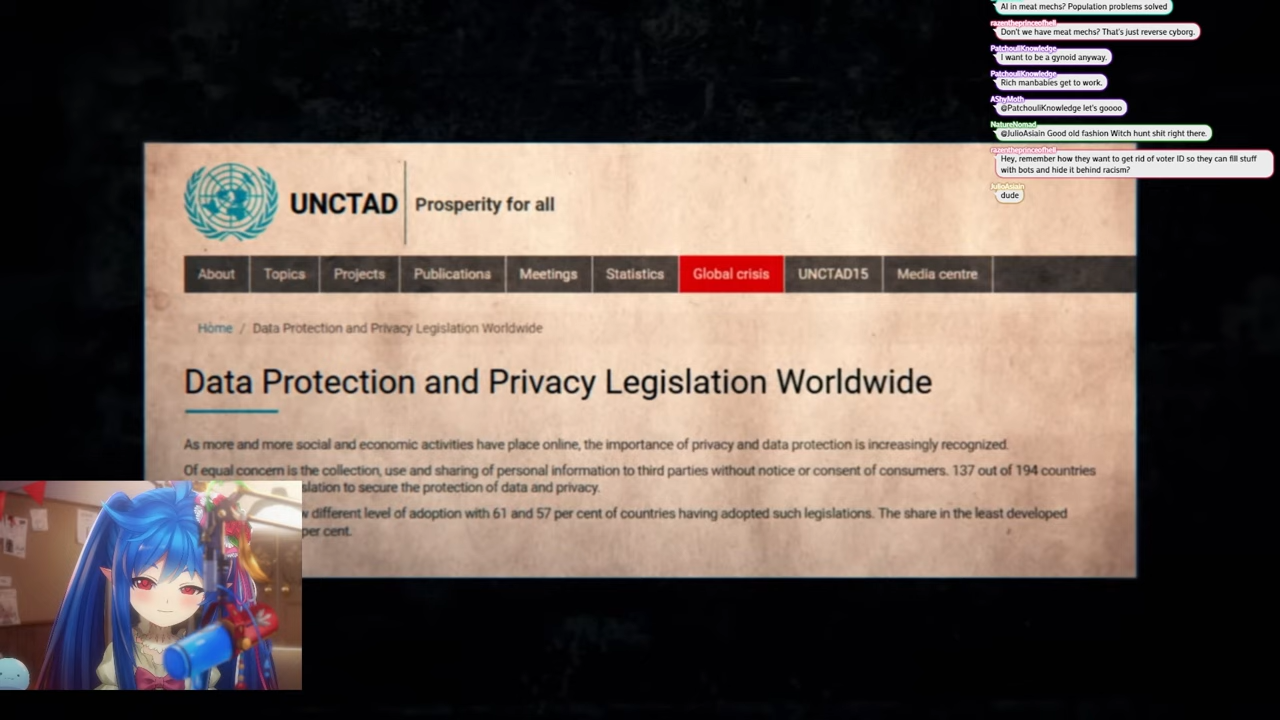 AI in meat mechs? Population problems solved
razentheprinceofhell
Don't we have meat mechs? That's just reverse cyborg.
PatchouliKnowledge
I want to be a gynoid anyway.
PatchouliKnowledge
Rich manbabies get to work.
AShyMoth
@PatchouliKnowledge let's goooo
NatureNomad
@JulioAsiain Good old fashion Witch hunt shit right there.
razentheprinceofhell
Hey, remember how they want to get rid of voter ID so they can fill stuff
with bots and hide it behind racism?
JulioAsiain
dude
UNCTAD
Prosperity for all
About Topics Projects Publications Meetings Statistics Global crisis UNCTAD15 Media centre
Home / Data Protection and Privacy Legislation Worldwide
Data Protection and Privacy Legislation Worldwide
As more and more social and economic activities have place online, the importance of privacy and data protection is increasingly recognized.
Of equal concern is the collection, use and sharing of personal information to third parties without notice or consent of consumers. 137 out of 194 countries
slation to secure the protection of data and privacy.
w different level of adoption with 61 and 57 per cent of countries having adopted such legislations. The share in the least developed
per cent.